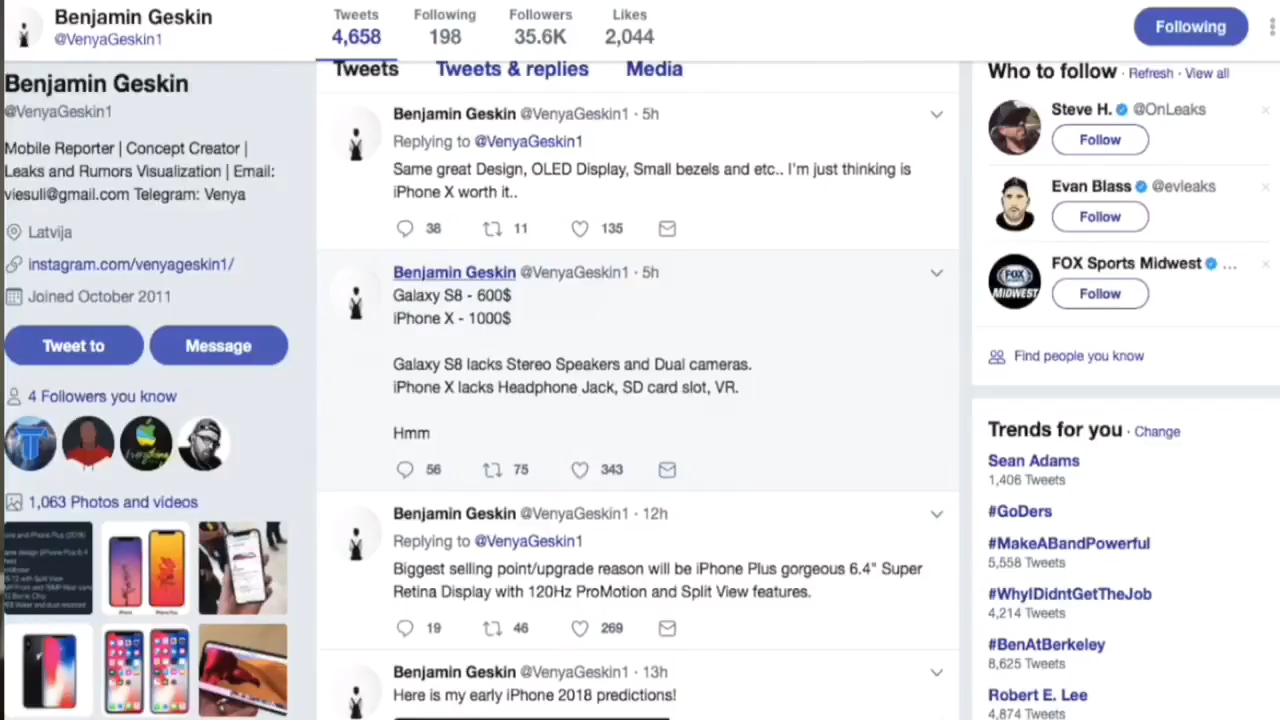 Benjamin Geskin
@VenyaGeskin1
Tweets
4,658
Following
198
Followers
35.6K
Likes
2,044
Following
Benjamin Geskin
@VenyaGeskin1
Mobile Reporter | Concept Creator |
Leaks and Rumors Visualization | Email:
viesuli@gmail.com Telegram: Venya
Latvija
instagram.com/venyageskin1/
Joined October 2011
Tweet to
Message
4 Followers you know
1,063 Photos and videos
Tweets
Tweets & replies
Media
Benjamin Geskin @VenyaGeskin1 · 5h
Replying to @VenyaGeskin1
Same great Design, OLED Display, Small bezels and etc.. I'm just thinking is
iPhone X worth it..
38
11
135
Benjamin Geskin @VenyaGeskin1 · 5h
Galaxy S8 - 600$
iPhone X - 1000$
Galaxy S8 lacks Stereo Speakers and Dual cameras.
iPhone X lacks Headphone Jack, SD card slot, VR.
Hmm
56
75
343
Benjamin Geskin @VenyaGeskin1 · 12h
Replying to @VenyaGeskin1
Biggest selling point/upgrade reason will be iPhone Plus gorgeous 6.4" Super
Retina Display with 120Hz ProMotion and Split View features.
19
46
269
Benjamin Geskin @VenyaGeskin1 · 13h
Here is my early iPhone 2018 predictions!
Who to follow · Refresh · View all
Steve H. @OnLeaks
Follow
Evan Blass @evleaks
Follow
FOX Sports Midwest ...
FOX
SPORTS
MIDWEST
Follow
Find people you know
Trends for you · Change
Sean Adams
1,406 Tweets
#GoDers
#MakeABandPowerful
5,558 Tweets
#WhyIDidntGetTheJob
4,214 Tweets
#BenAtBerkeley
8,625 Tweets
Robert E. Lee
4,874 Tweets